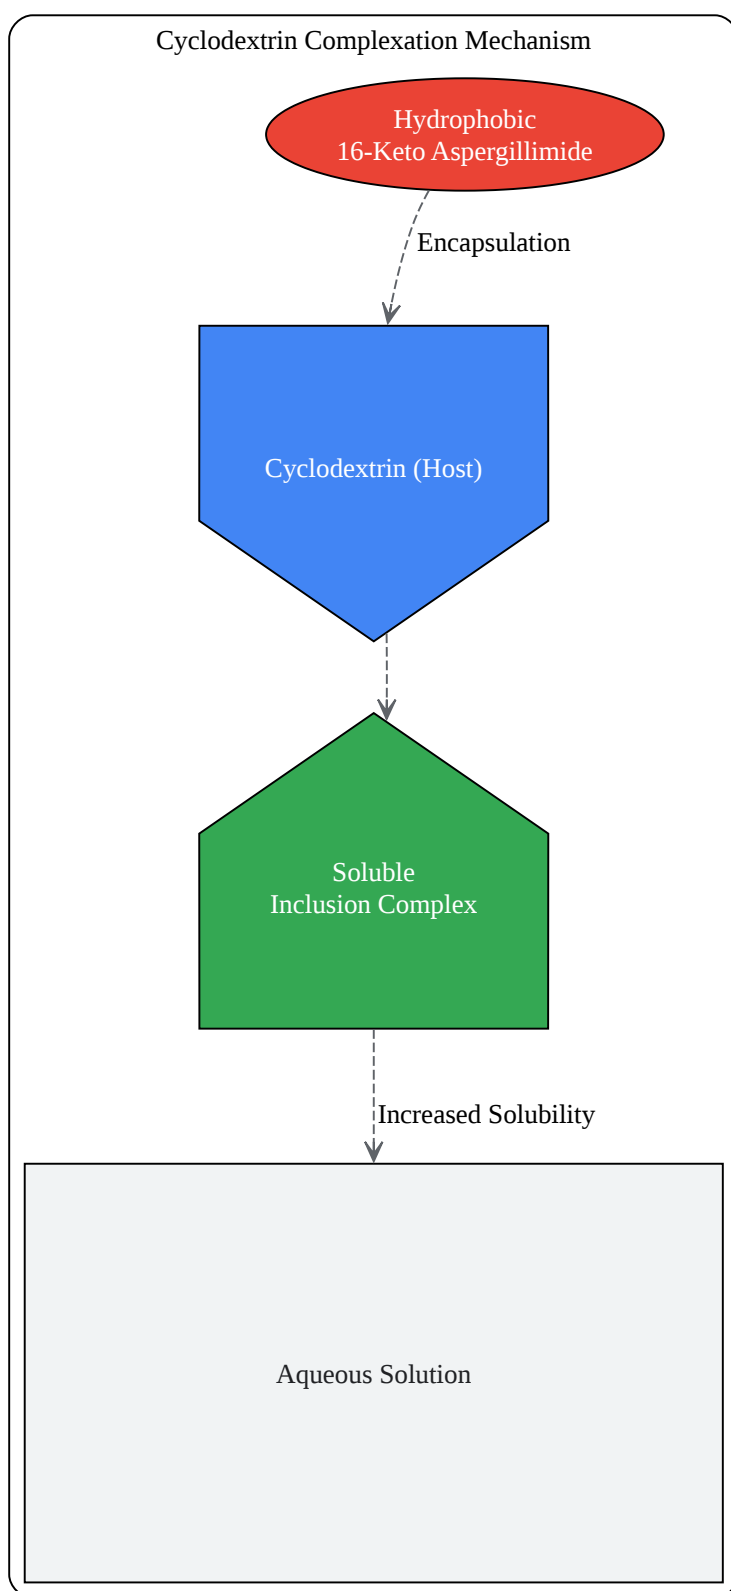 Cyclodextrin Complexation Mechanism
Hydrophobic
16-Keto Aspergillimide
Encapsulation
Cyclodextrin (Host)
Soluble
Inclusion Complex
Increased Solubility
Aqueous Solution